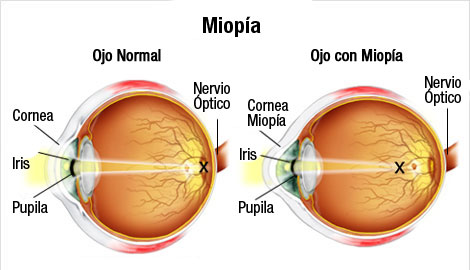 Miopía
Ojo Normal
Nervio
Óptico
Cornea
Iris
Pupila
X
Ojo con Miopía
Nervio
Óptico
Cornea
Miopía
Iris
Pupila
X